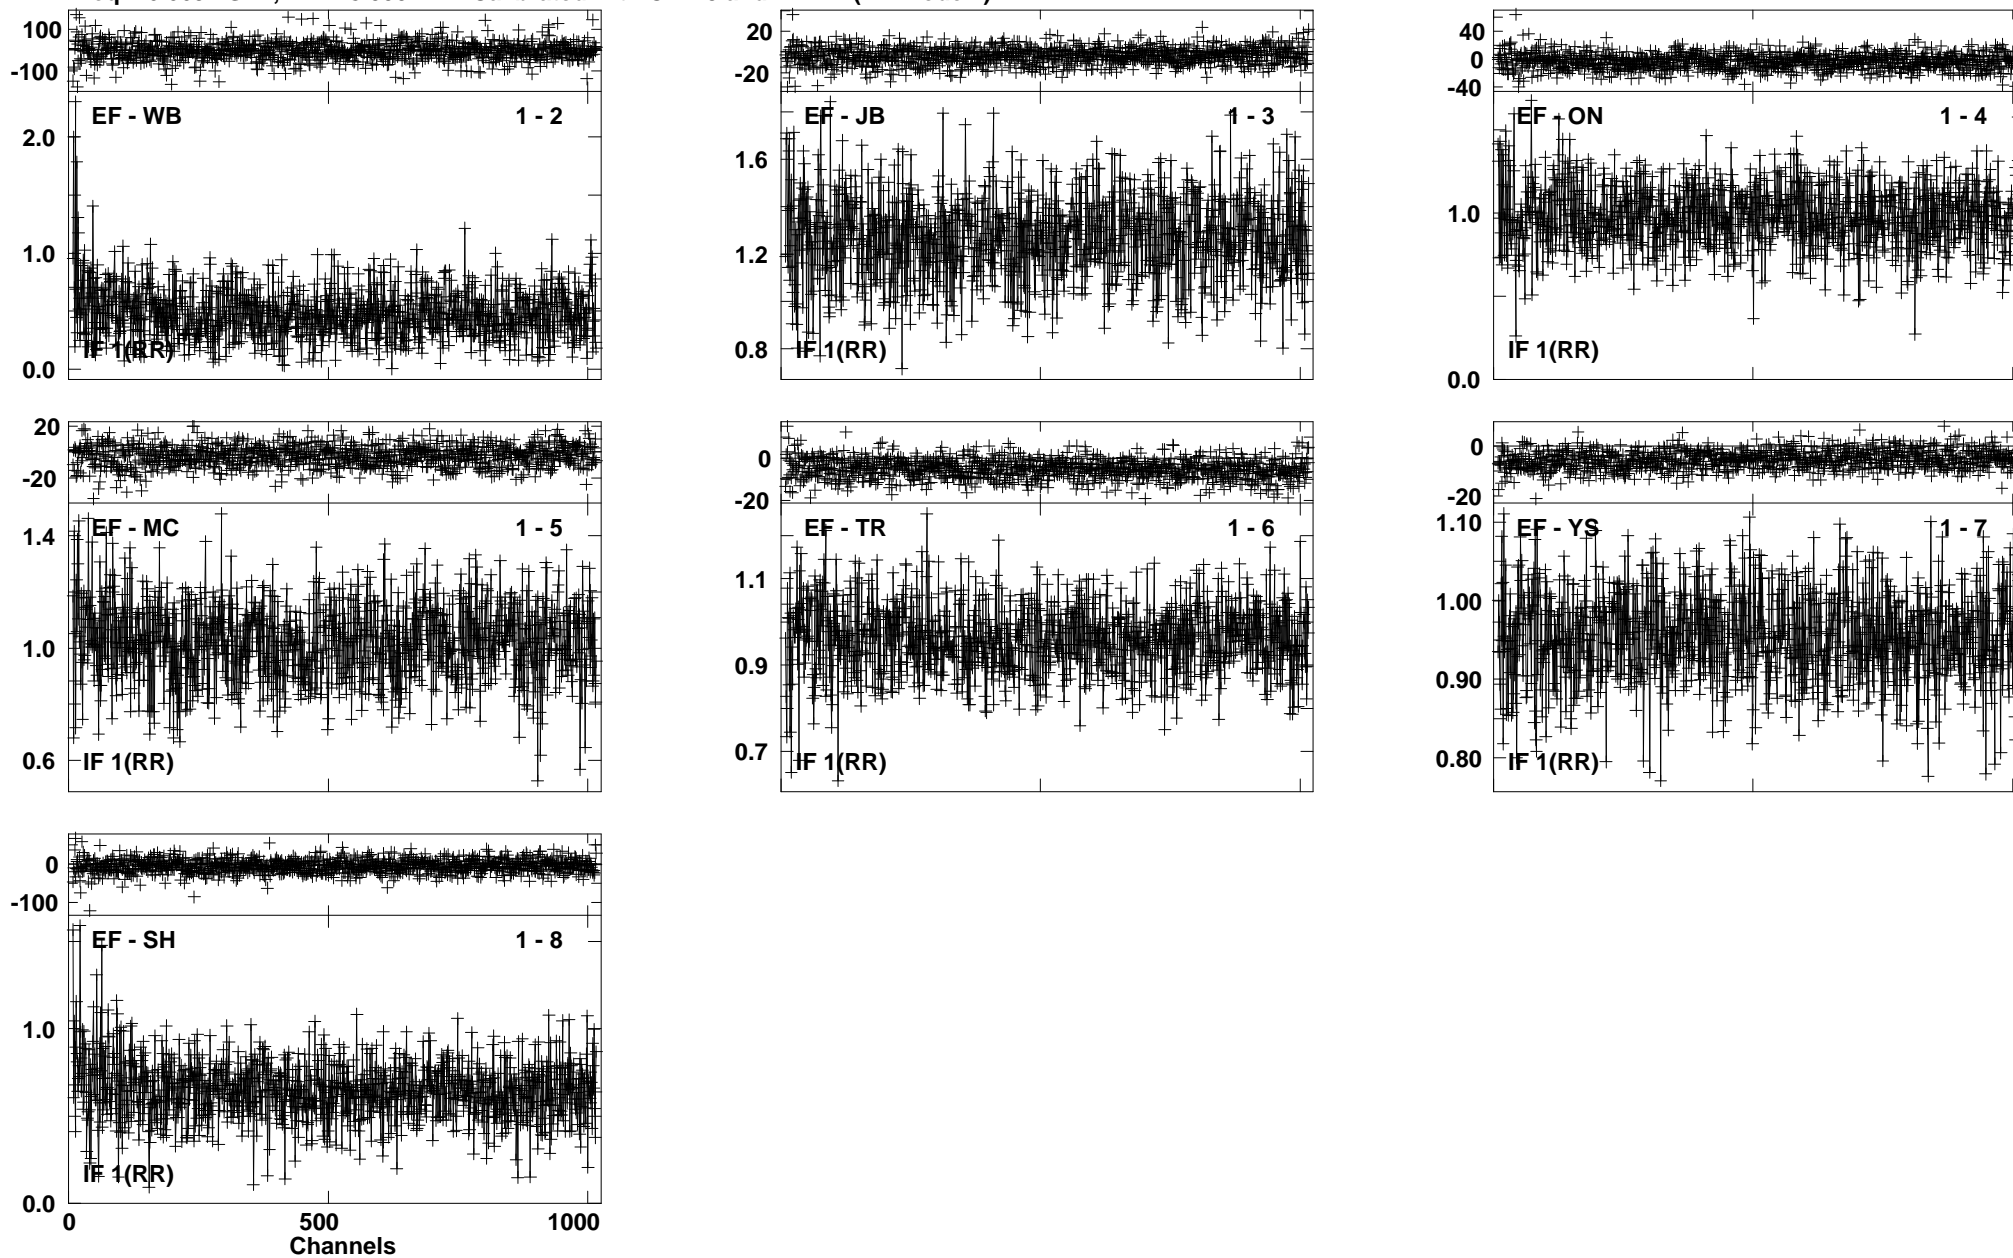 100
-100
EF - WB 1 - 2
2.0
1.0
IF 1(RR)
0.0
20
-20
EF - JB 1 - 3
1.6
1.2
0.8
IF 1(RR)
40
0
-40
EF - ON 1 - 4
1.0
IF 1(RR)
0.0
20
-20
EF - MC 1 - 5
1.4
1.0
0.6
IF 1(RR)
0
-20
EF - TR 1 - 6
1.1
0.9
0.7
IF 1(RR)
0
-20
EF - YS 1 - 7
1.10
1.00
0.90
0.80
IF 1(RR)
0
-100
EF - SH 1 - 8
1.0
IF 1(RR)
0.0
0 500 1000
Channels